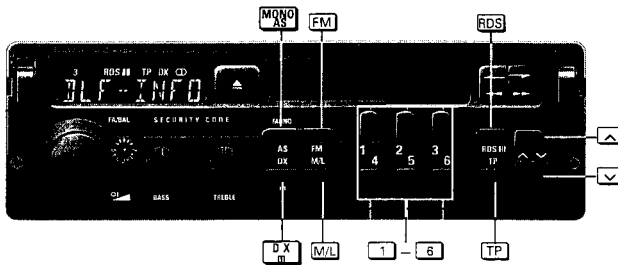 MONO
AS
FM
RDS
3 RDS TP DX
DLF-INFO
FA/BAL SECURITY CODE
AS FM
DX M/L
1 4 2 5 3 6
RDS
TP
BASS TREBLE
DX
M/L
1 - 6
TP